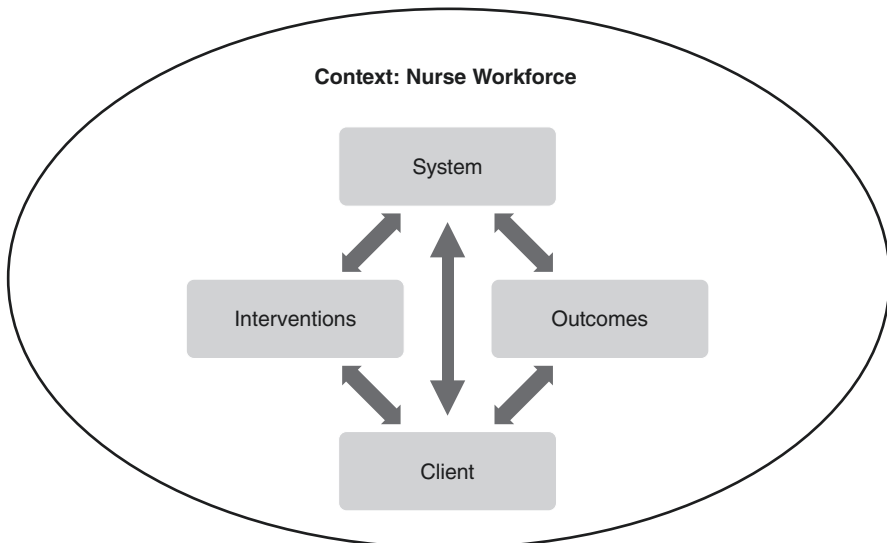 Context: Nurse Workforce
System
Interventions
Outcomes
Client